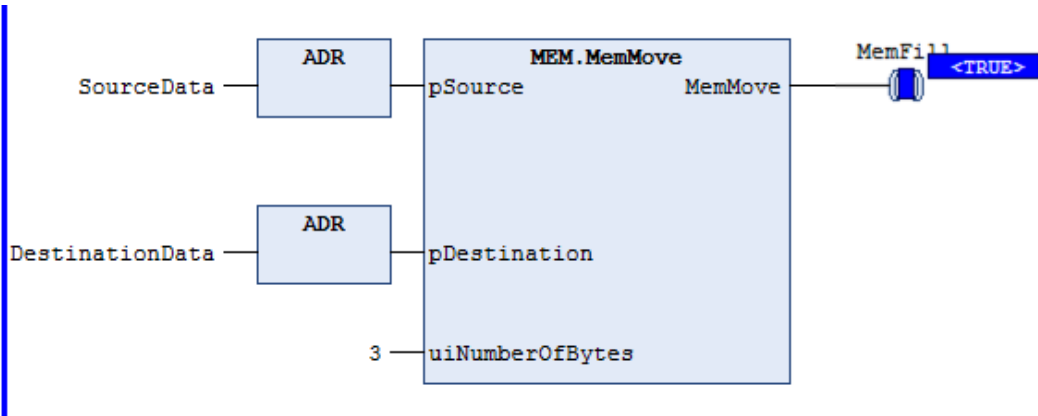 ADR
MEM.MemMove
MemFill
<TRUE>
SourceData
pSource
MemMove
ADR
DestinationData
pDestination
3
uiNumberOfBytes